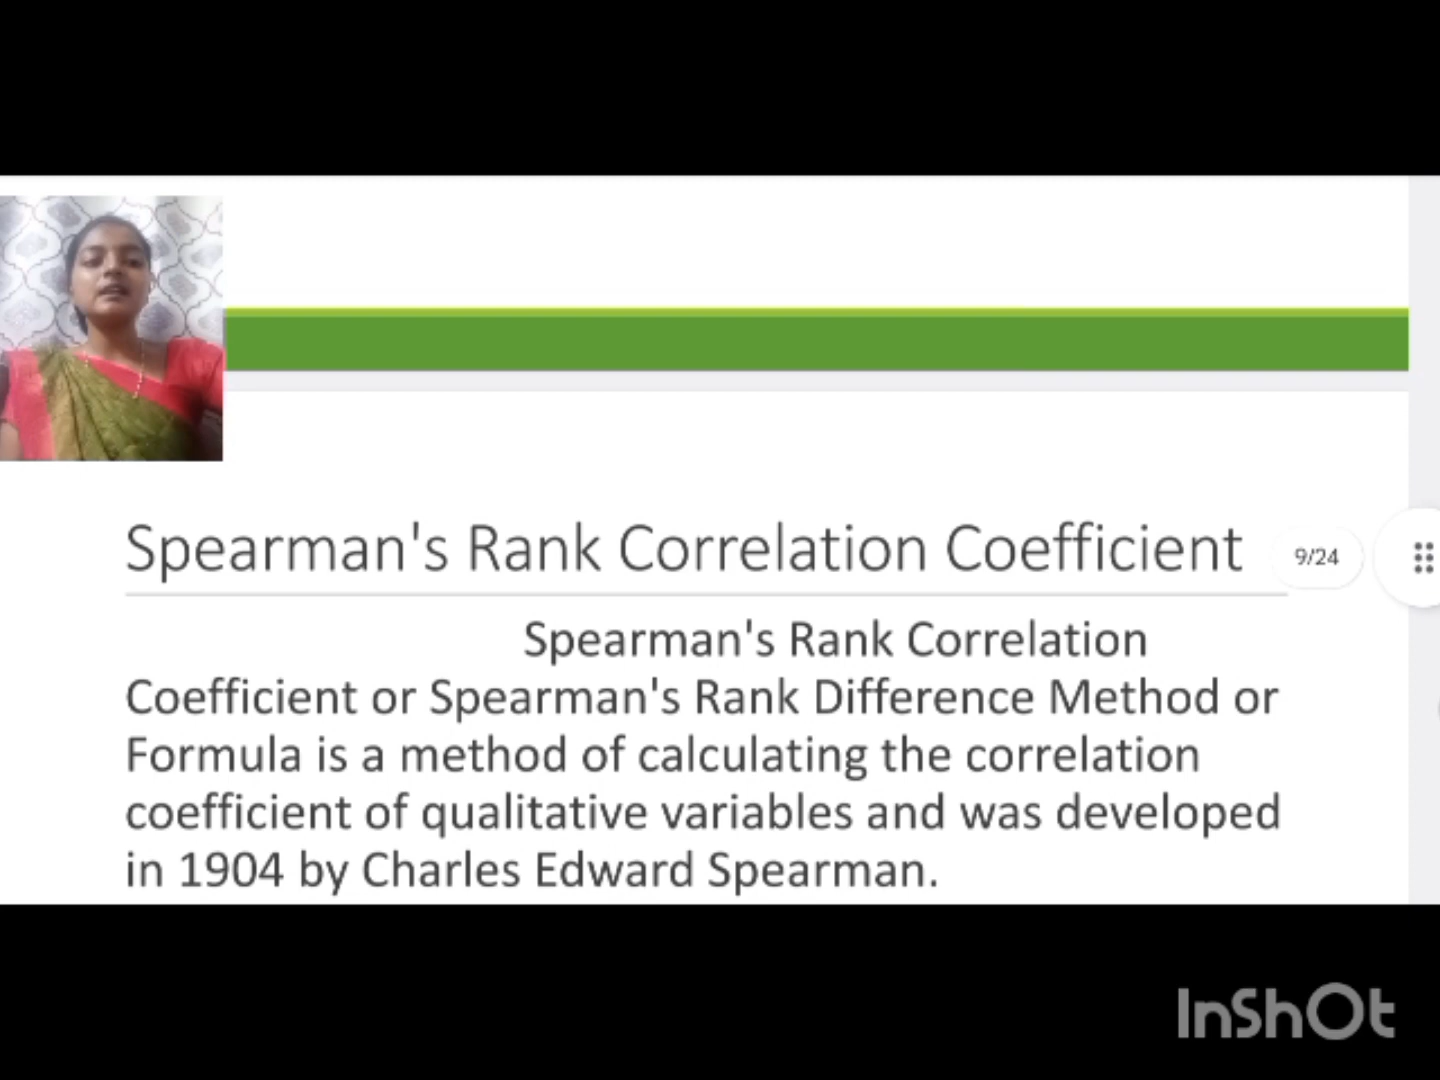 Spearman's Rank Correlation Coefficient
9/24
Spearman's Rank Correlation
Coefficient or Spearman's Rank Difference Method or
Formula is a method of calculating the correlation
coefficient of qualitative variables and was developed
in 1904 by Charles Edward Spearman.
InShOt